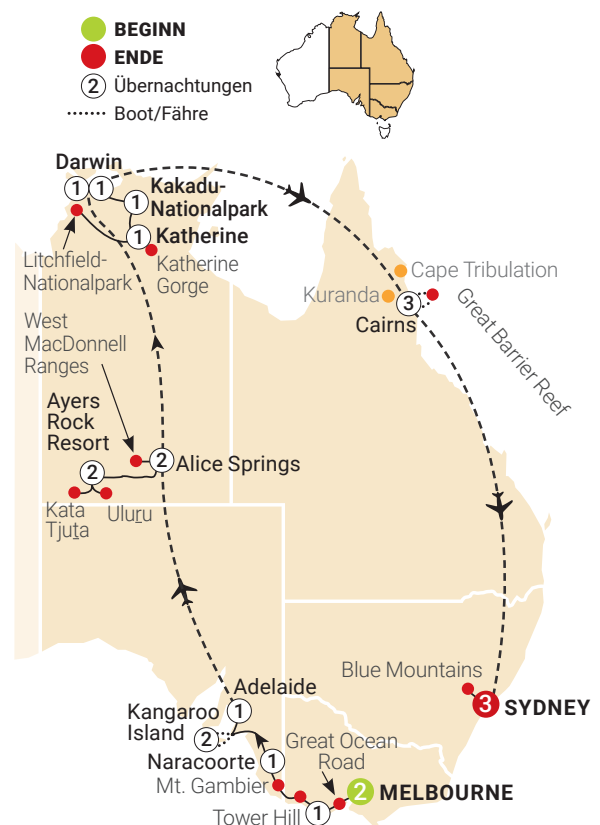 BEGINN
ENDE
2 Übernachtungen
Boot/Fähre
Darwin
1 1
Kakadu-
1
Nationalpark
Katherine
1
Litchfield-
Nationalpark
Katherine
Gorge
Cape Tribulation
Kuranda
3
Cairns
Great Barrier Reef
West
MacDonnell
Ranges
Ayers
Rock
Resort
2
2 Alice Springs
Kata
Tjuṯa
Uluṟu
Blue Mountains
3 SYDNEY
Adelaide
1
Kangaroo
Island
2
Naracoorte
1
Great Ocean
Road
Mt. Gambier
2 MELBOURNE
Tower Hill
1